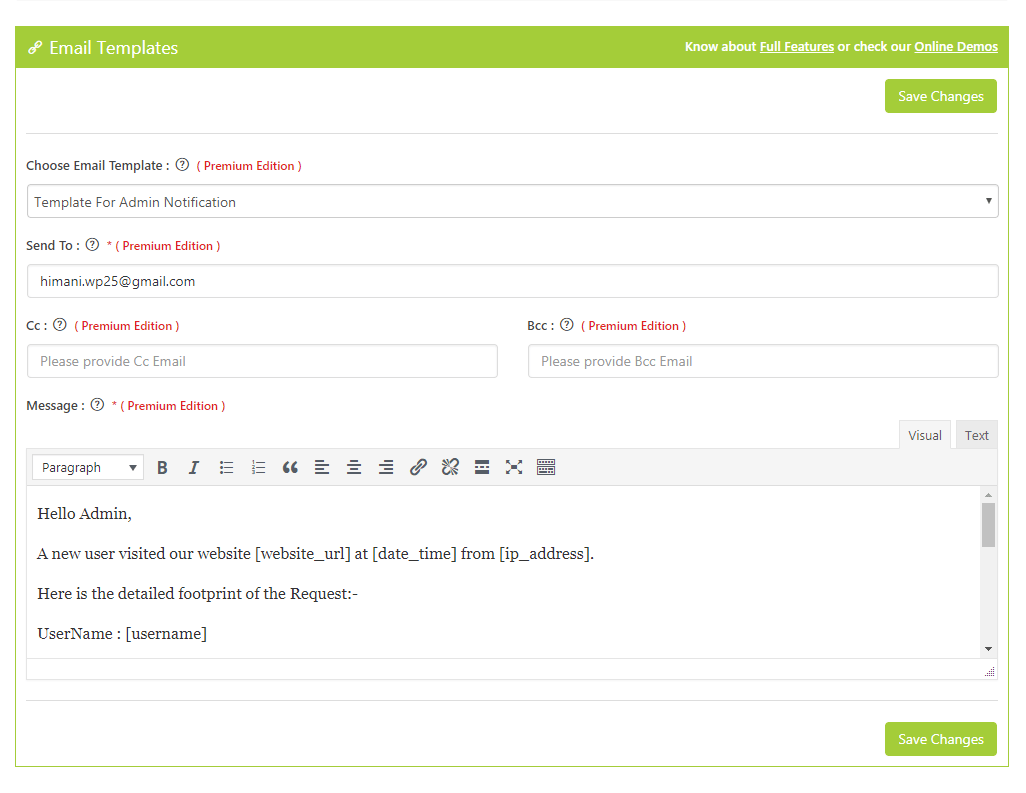 Email Templates
Know about Full Features or check our Online Demos
Save Changes
Choose Email Template : ? ( Premium Edition )
Template For Admin Notification
Send To : ? * ( Premium Edition )
himani.wp25@gmail.com
Cc : ? ( Premium Edition )
Bcc : ? ( Premium Edition )
Please provide Cc Email
Please provide Bcc Email
Message : ? * ( Premium Edition )
Visual Text
Paragraph B I
Hello Admin,
A new user visited our website [website_url] at [date_time] from [ip_address].
Here is the detailed footprint of the Request:-
UserName : [username]
Save Changes